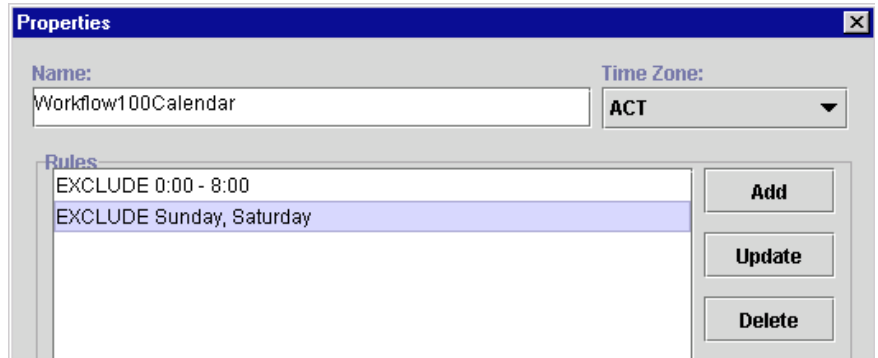 Properties
Name:
Time Zone:
Workflow100Calendar
ACT
Rules
EXCLUDE 0:00 - 8:00
EXCLUDE Sunday, Saturday
Add
Update
Delete